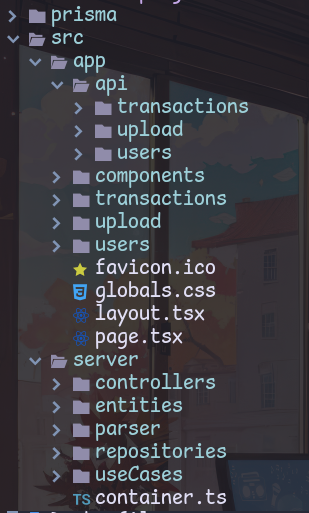 prisma
src
app
api
transactions
upload
users
components
transactions
upload
users
favicon.ico
globals.css
layout.tsx
page.tsx
server
controllers
entities
parser
repositories
useCases
TS container.ts